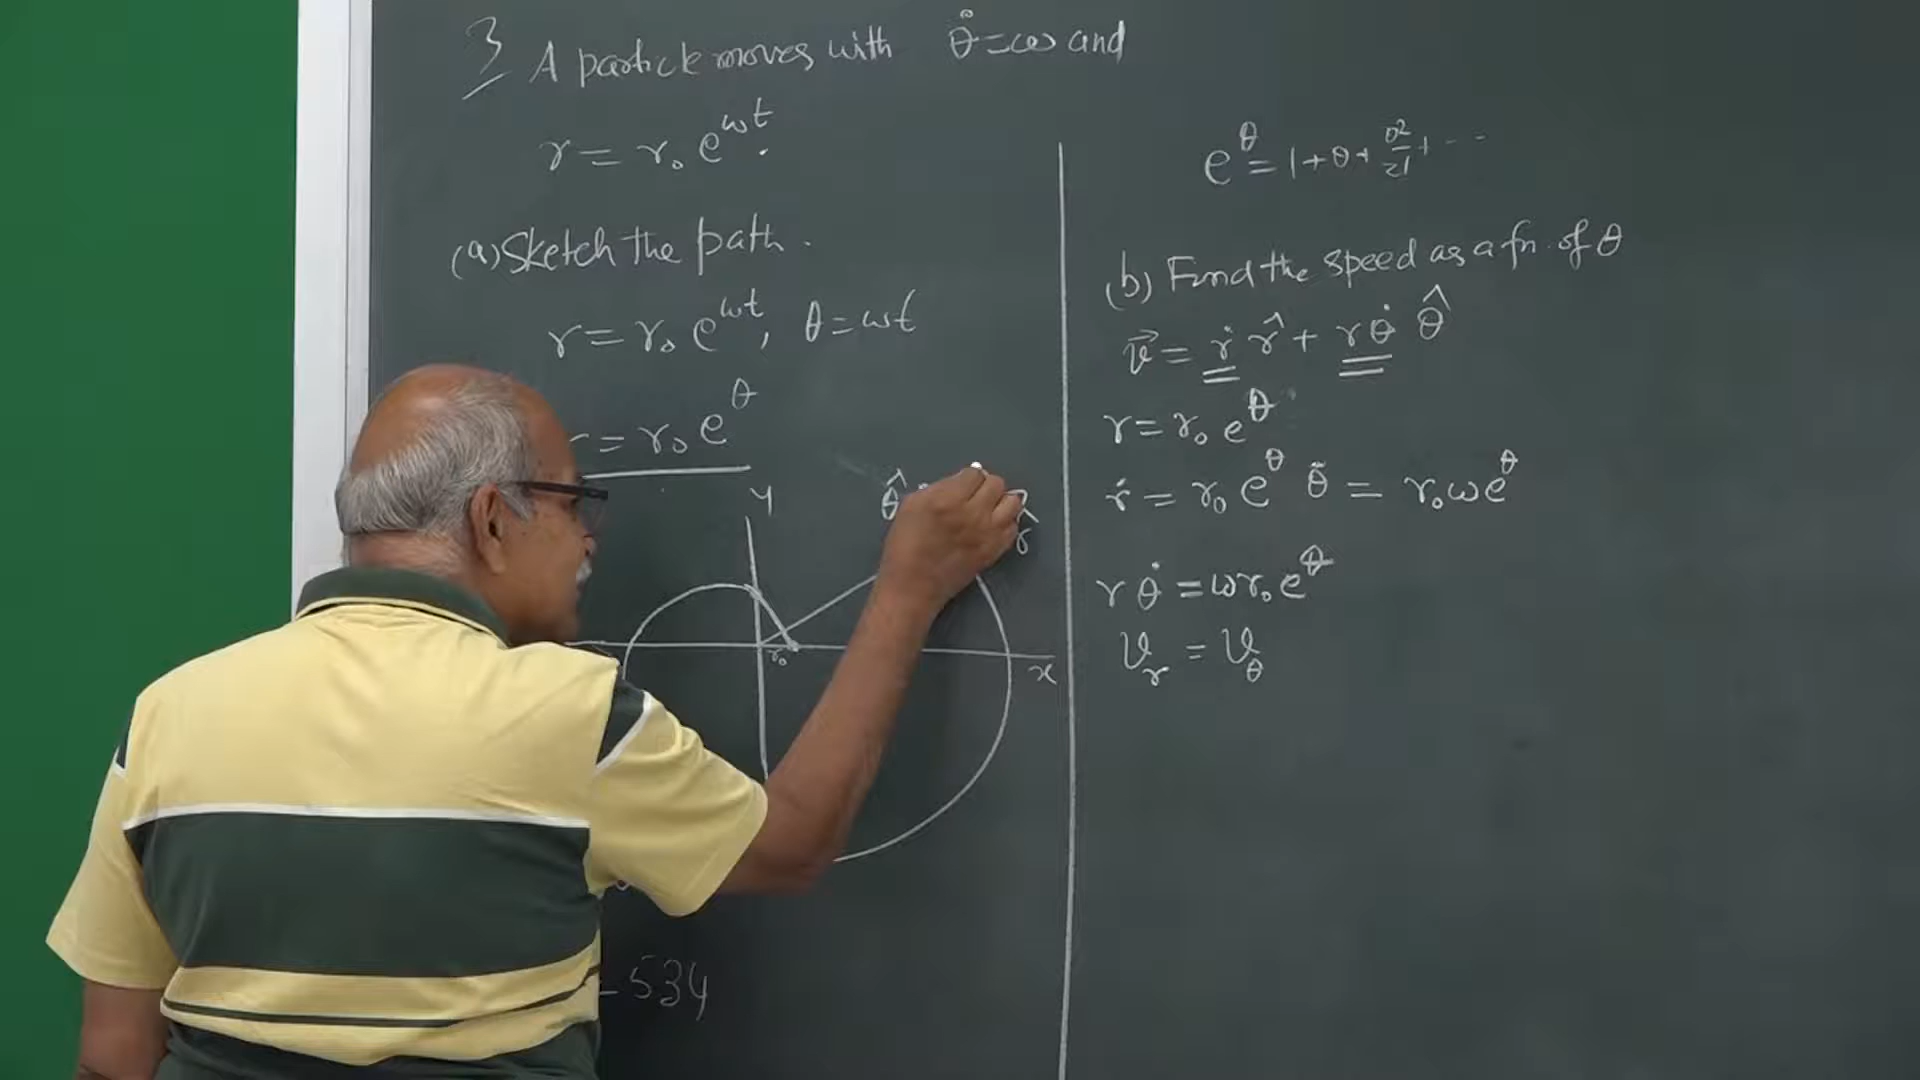 3 A particle moves with θ̇ = ω and
r = r₀ e^{ωt}.
(a) Sketch the path.
r = r₀ e^{ωt}, θ = ωt
r = r₀ e^θ
y
θ̂
r̂
r₀
x
- 534
e^θ = 1 + θ + θ²/2! + ---
(b) Find the speed as a fn. of θ
v⃗ = ṙ r̂ + r θ̇ θ̂
r = r₀ e^θ
ṙ = r₀ e^θ θ̇ = r₀ ω e^θ
r θ̇ = ω r₀ e^θ
v_r = v_θ